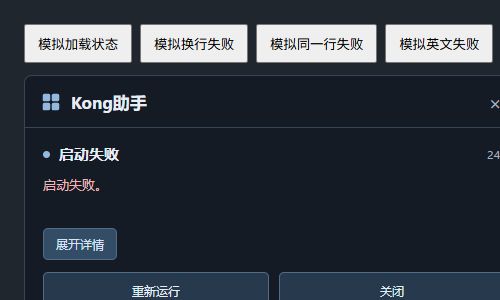 模拟加载状态 模拟换行失败 模拟同一行失败 模拟英文失败
Kong助手 ×
启动失败 24
启动失败。
展开详情
重新运行 关闭